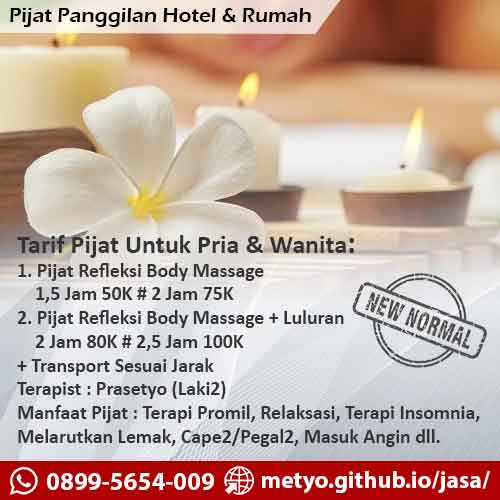 Pijat Panggilan Hotel & Rumah
Tarif Pijat Untuk Pria & Wanita:
1. Pijat Refleksi Body Massage
1,5 Jam 50K # 2 Jam 75K
2. Pijat Refleksi Body Massage + Luluran
2 Jam 80K # 2,5 Jam 100K
+ Transport Sesuai Jarak
Terapist : Prasetyo (Laki2)
Manfaat Pijat : Terapi Promil, Relaksasi, Terapi Insomnia,
Melarutkan Lemak, Cape2/Pegal2, Masuk Angin dll.
NEW NORMAL
0899-5654-009
metyo.github.io/jasa/